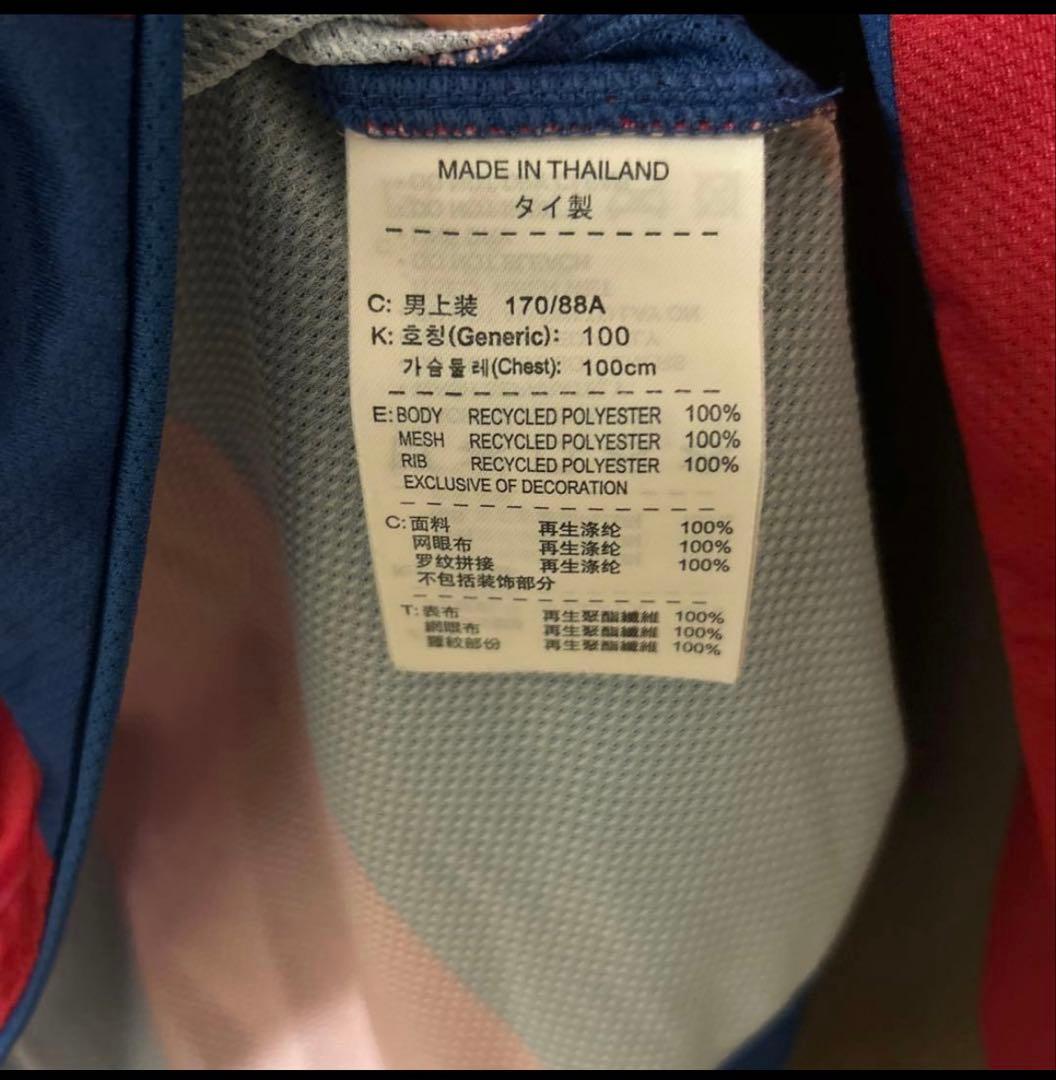 MADE IN THAILAND
タイ製
C: 男上装 170/88A
K: 호칭(Generic): 100
가슴둘레(Chest): 100cm
E: BODY RECYCLED POLYESTER 100%
MESH RECYCLED POLYESTER 100%
RIB RECYCLED POLYESTER 100%
EXCLUSIVE OF DECORATION
C: 面料 再生涤纶 100%
网眼布 再生涤纶 100%
罗纹拼接 再生涤纶 100%
不包括装饰部分
T: 表布 再生聚酯纖維 100%
網眼布 再生聚酯纖維 100%
羅紋部份 再生聚酯纖維 100%